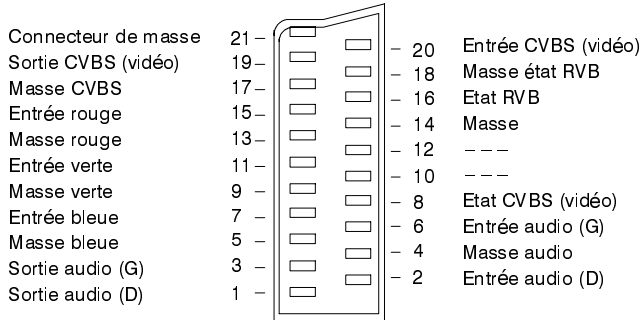 Connecteur de masse 21 –
Sortie CVBS (vidéo) 19 –
Masse CVBS 17 –
Entrée rouge 15 –
Masse rouge 13 –
Entrée verte 11 –
Masse verte 9 –
Entrée bleue 7 –
Masse bleue 5 –
Sortie audio (G) 3 –
Sortie audio (D) 1 –
– 20 Entrée CVBS (vidéo)
– 18 Masse état RVB
– 16 Etat RVB
– 14 Masse
– 12 – – –
– 10 – – –
– 8 Etat CVBS (vidéo)
– 6 Entrée audio (G)
– 4 Masse audio
– 2 Entrée audio (D)